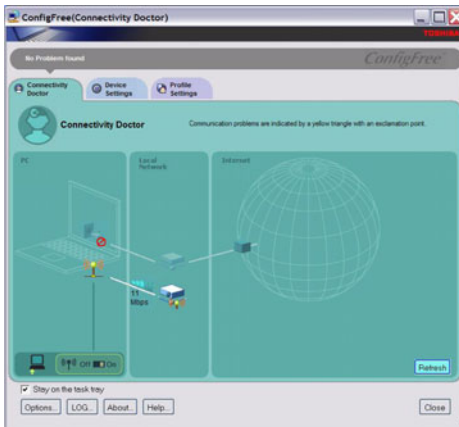 ConfigFree(Connectivity Doctor)
TOSHIBA
No Problem found
ConfigFree
Connectivity Doctor
Device Settings
Profile Settings
Connectivity Doctor
Communication problems are indicated by a yellow triangle with an exclamation point.
PC
Local Network
Internet
11 Mbps
Off On
Refresh
Stay on the task tray
Options...
LOG...
About...
Help...
Close